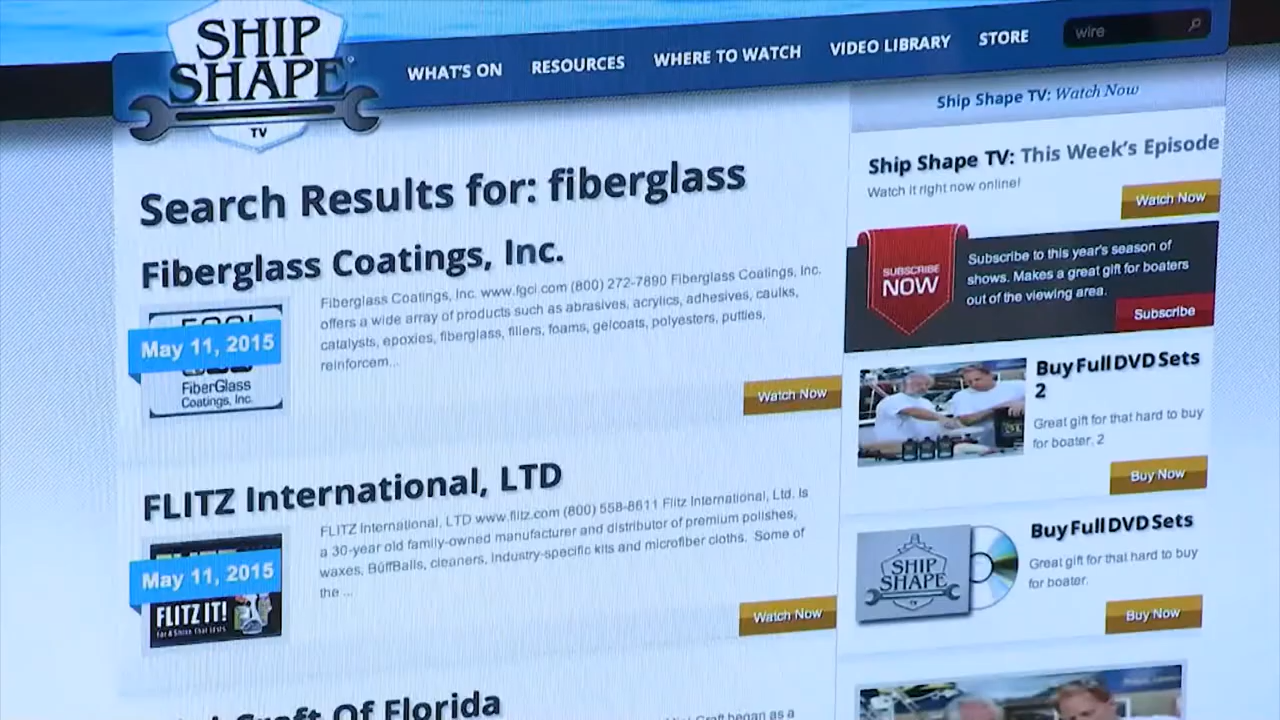 SHIP
SHAPE
TV
WHAT'S ON
RESOURCES
WHERE TO WATCH
VIDEO LIBRARY
STORE
wire
Ship Shape TV: Watch Now
Search Results for: fiberglass
Fiberglass Coatings, Inc.
May 11, 2015
FiberGlass
Coatings, Inc.
Fiberglass Coatings, Inc. www.fgci.com (800) 272-7890 Fiberglass Coatings, Inc.
offers a wide array of products such as abrasives, acrylics, adhesives, caulks,
catalysts, epoxies, fiberglass, fillers, foams, gelcoats, polyesters, putties,
reinforcem...
Watch Now
FLITZ International, LTD
May 11, 2015
FLITZ IT!
For A Shine That Lasts
FLITZ International, LTD www.flitz.com (800) 558-8611 Flitz International, Ltd. is
a 30-year old family-owned manufacturer and distributor of premium polishes,
waxes, BuffBalls, cleaners, industry-specific kits and microfiber cloths. Some of
the ...
Watch Now
Craft Of Florida
began as a
Ship Shape TV: This Week's Episode
Watch it right now online!
Watch Now
SUBSCRIBE
NOW
Subscribe to this year's season of
shows. Makes a great gift for boaters
out of the viewing area.
Subscribe
Buy Full DVD Sets
2
Great gift for that hard to buy
for boater. 2
Buy Now
Buy Full DVD Sets
SHIP
SHAPE
TV
Great gift for that hard to buy
for boater.
Buy Now